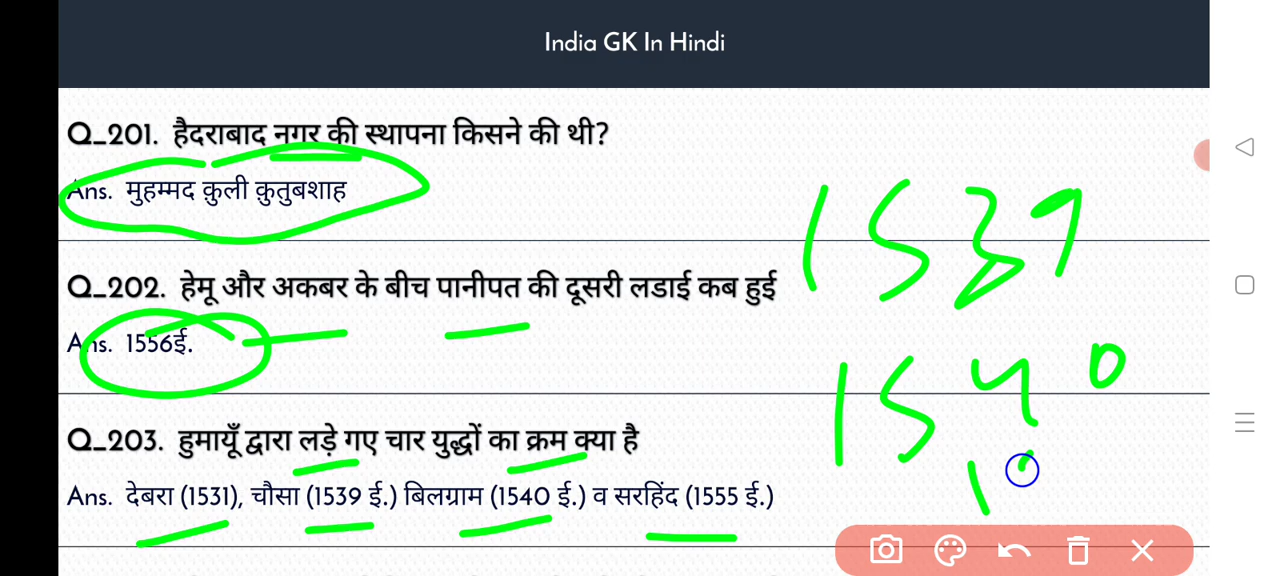 India GK In Hindi
Q_201. हैदराबाद नगर की स्थापना किसने की थी?
Ans. मुहम्मद क़ुली क़ुतुबशाह
1539
Q_202. हेमू और अकबर के बीच पानीपत की दूसरी लडाई कब हुई
Ans. 1556ई.
1540
Q_203. हुमायूँ द्वारा लड़े गए चार युद्धों का क्रम क्या है
Ans. देबरा (1531), चौसा (1539 ई.) बिलग्राम (1540 ई.) व सरहिंद (1555 ई.)